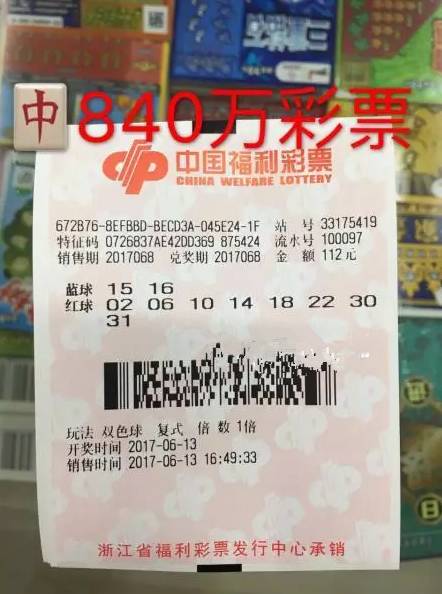 中840万彩票
中国福利彩票
CHINA WELFARE LOTTERY
672B76-8EFBBD-BECD3A-045E24-1F 站 号 33175419
特征码 0726837AE42DD369 875424 流水号 100097
销售期 2017068 兑奖期 2017068 金 额 112元
蓝球 15 16
红球 02 06 10 14 18 22 30
31
玩法 双色球 复式 倍 数 1倍
开奖时间 2017-06-13
销售时间 2017-06-13 16:49:33
浙江省福利彩票发行中心承销